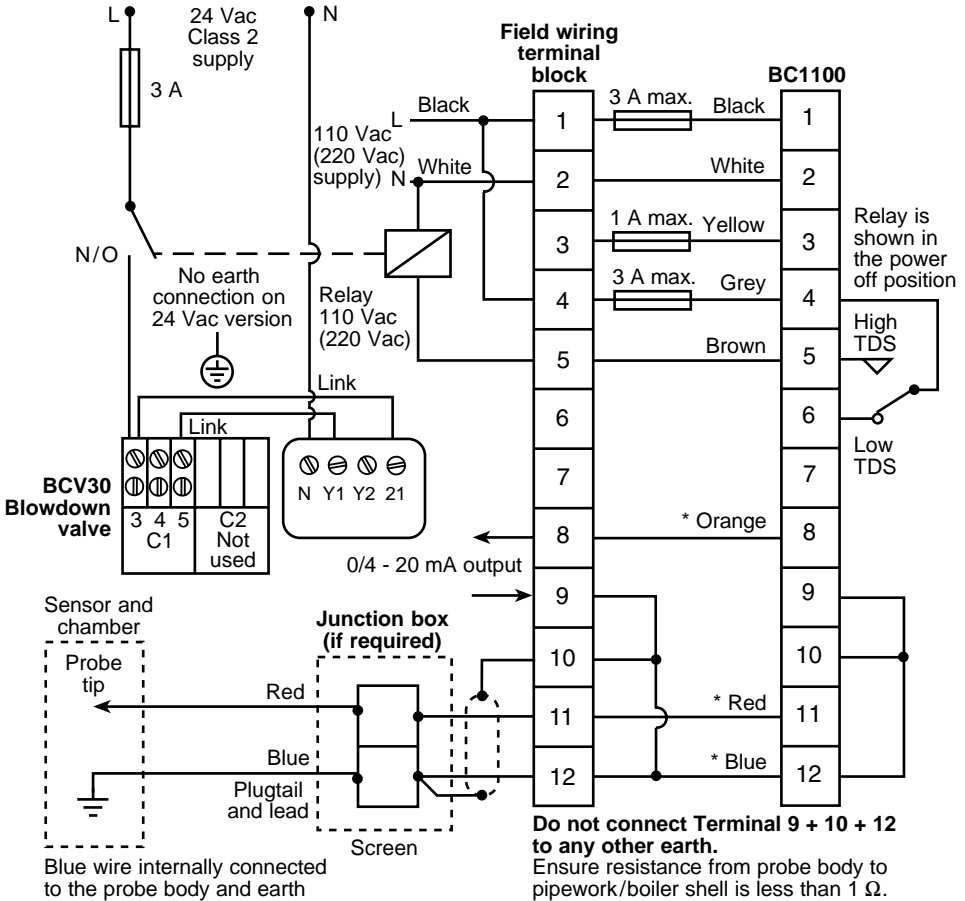 L
24 Vac
Class 2
supply
N
3 A
N/O
No earth
connection on
24 Vac version
Field wiring
terminal
block
BC1100
Black
L
110 Vac
(220 Vac)
supply) N
White
Relay
110 Vac
(220 Vac)
1
2
3
4
5
6
7
8
9
10
11
12
3 A max.
Black
White
1 A max.
Yellow
3 A max.
Grey
Brown
* Orange
* Red
* Blue
1
2
3
4
5
6
7
8
9
10
11
12
Relay is
shown in
the power
off position
High
TDS
Low
TDS
Link
Link
BCV30
Blowdown
valve
3 4 5
C1
C2
Not
used
N Y1 Y2 21
0/4 - 20 mA output
Sensor and
chamber
Probe
tip
Junction box
(if required)
Red
Blue
Plugtail
and lead
Screen
Blue wire internally connected
to the probe body and earth
Do not connect Terminal 9 + 10 + 12
to any other earth.
Ensure resistance from probe body to
pipework/boiler shell is less than 1 Ω.